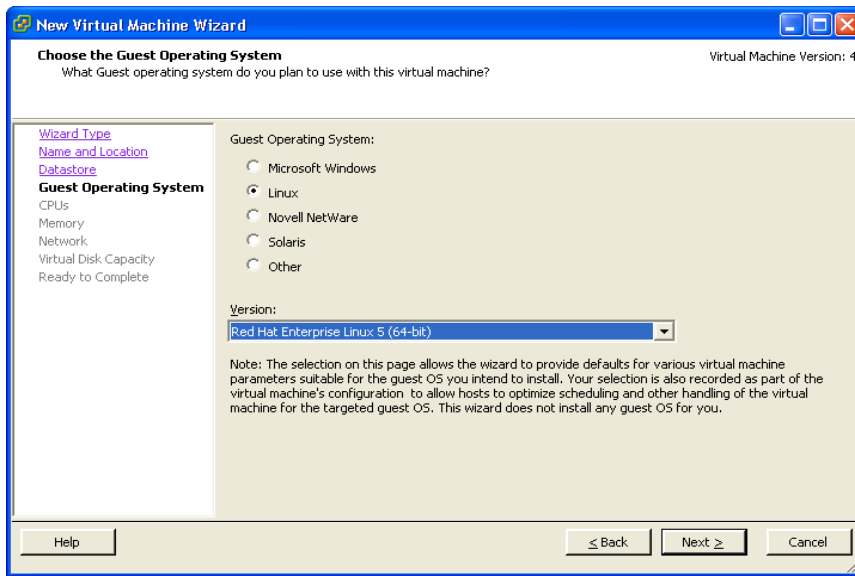 New Virtual Machine Wizard
Choose the Guest Operating System
Virtual Machine Version: 4
What Guest operating system do you plan to use with this virtual machine?
Wizard Type
Name and Location
Datastore
Guest Operating System
CPUs
Memory
Network
Virtual Disk Capacity
Ready to Complete
Guest Operating System:
Microsoft Windows
Linux
Novell NetWare
Solaris
Other
Version:
Red Hat Enterprise Linux 5 (64-bit)
Note: The selection on this page allows the wizard to provide defaults for various virtual machine
parameters suitable for the guest OS you intend to install. Your selection is also recorded as part of the
virtual machine's configuration to allow hosts to optimize scheduling and other handling of the virtual
machine for the targeted guest OS. This wizard does not install any guest OS for you.
Help
< Back
Next >
Cancel